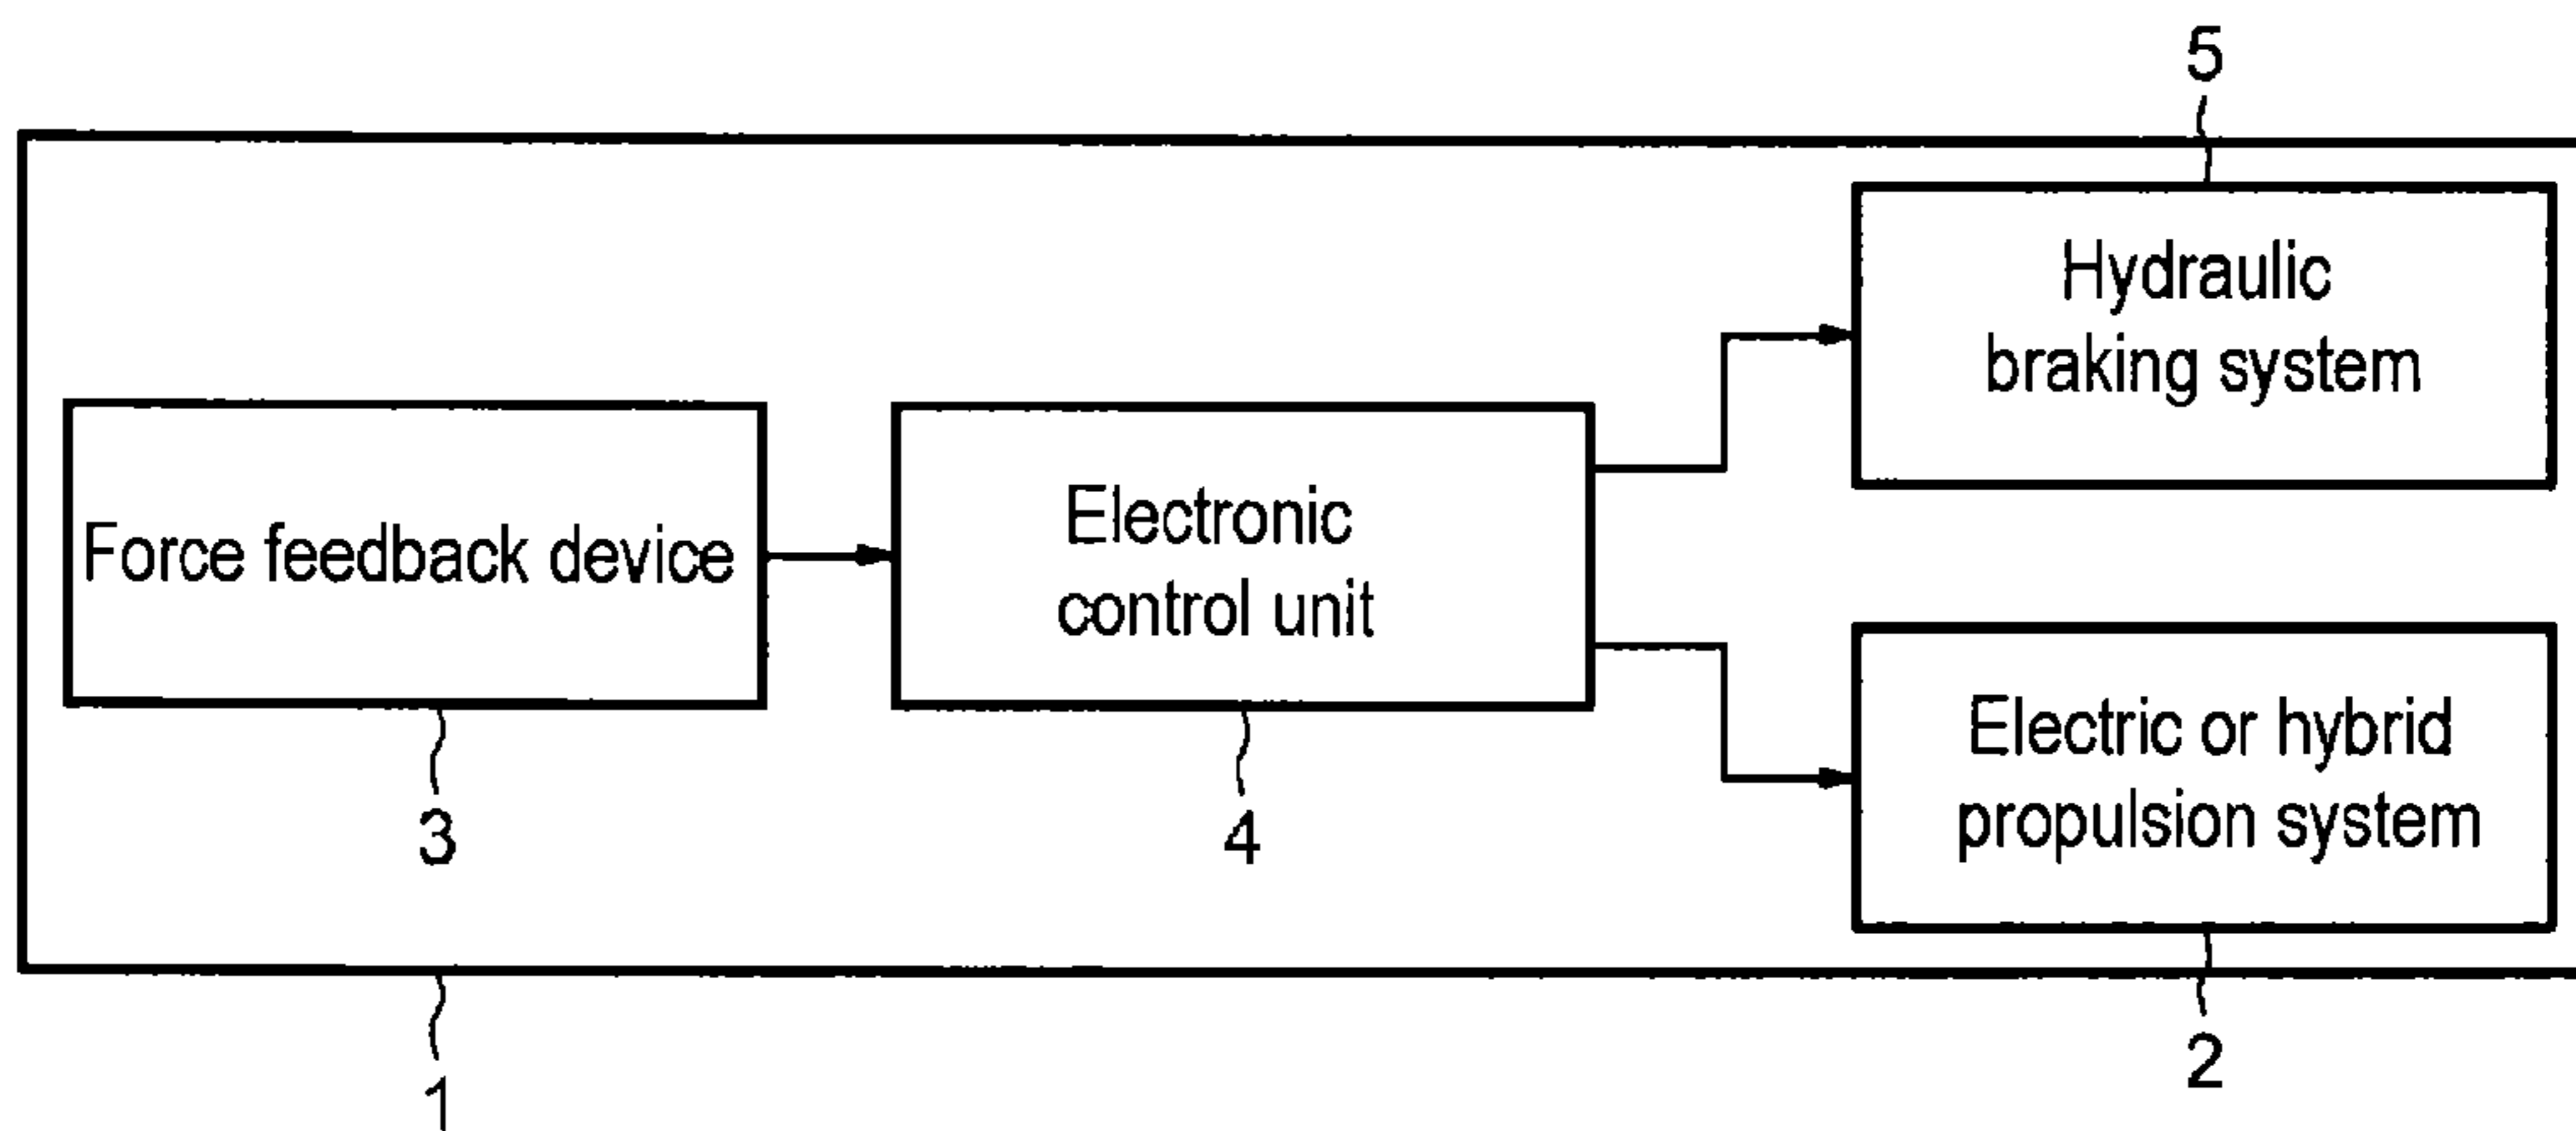 5
Hydraulic
braking system
Force feedback device
Electronic
control unit
Electric or hybrid
propulsion system
3
4
1
2